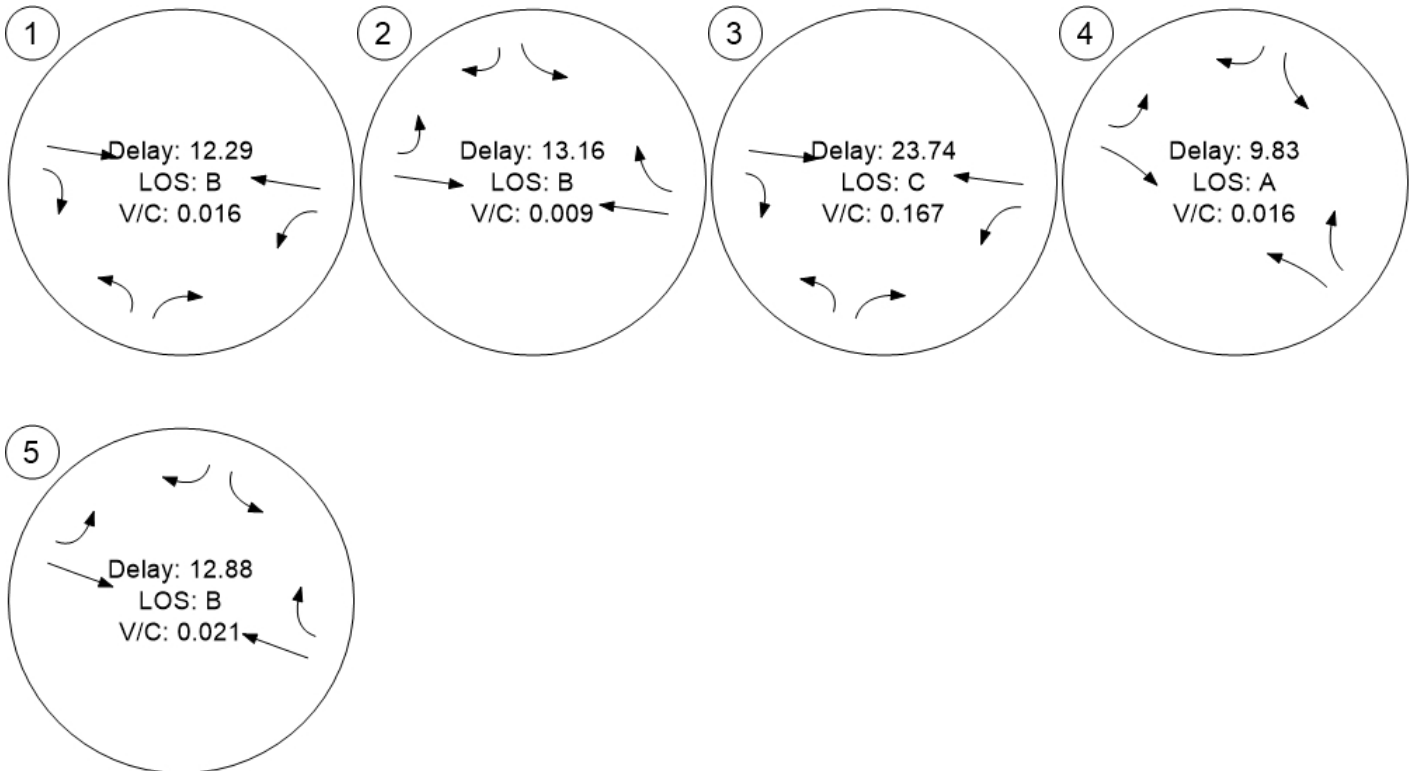 1
Delay: 12.29
LOS: B
V/C: 0.016
2
Delay: 13.16
LOS: B
V/C: 0.009
3
Delay: 23.74
LOS: C
V/C: 0.167
4
Delay: 9.83
LOS: A
V/C: 0.016
5
Delay: 12.88
LOS: B
V/C: 0.021